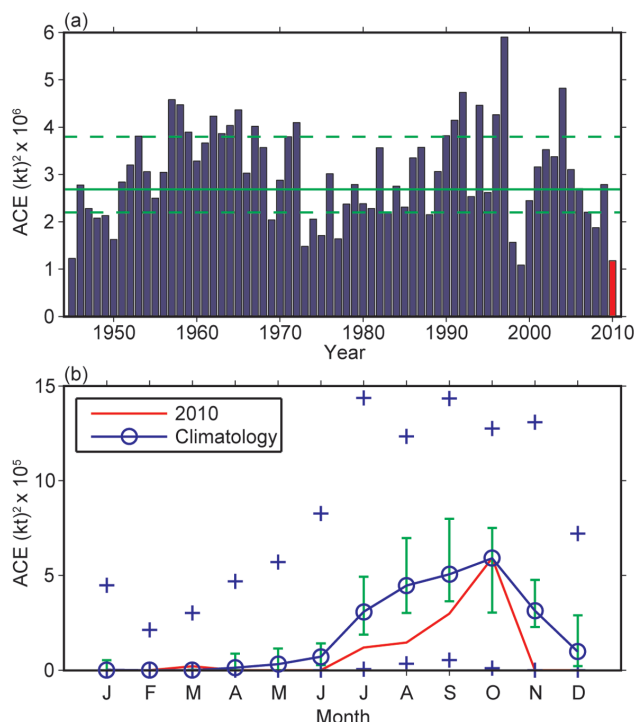 (a)
ACE (kt)² x 10⁶
6
5
4
3
2
1
0
1950 1960 1970 1980 1990 2000 2010
Year
(b)
ACE (kt)² x 10⁵
15
10
5
0
2010
Climatology
J F M A M J J A S O N D
Month